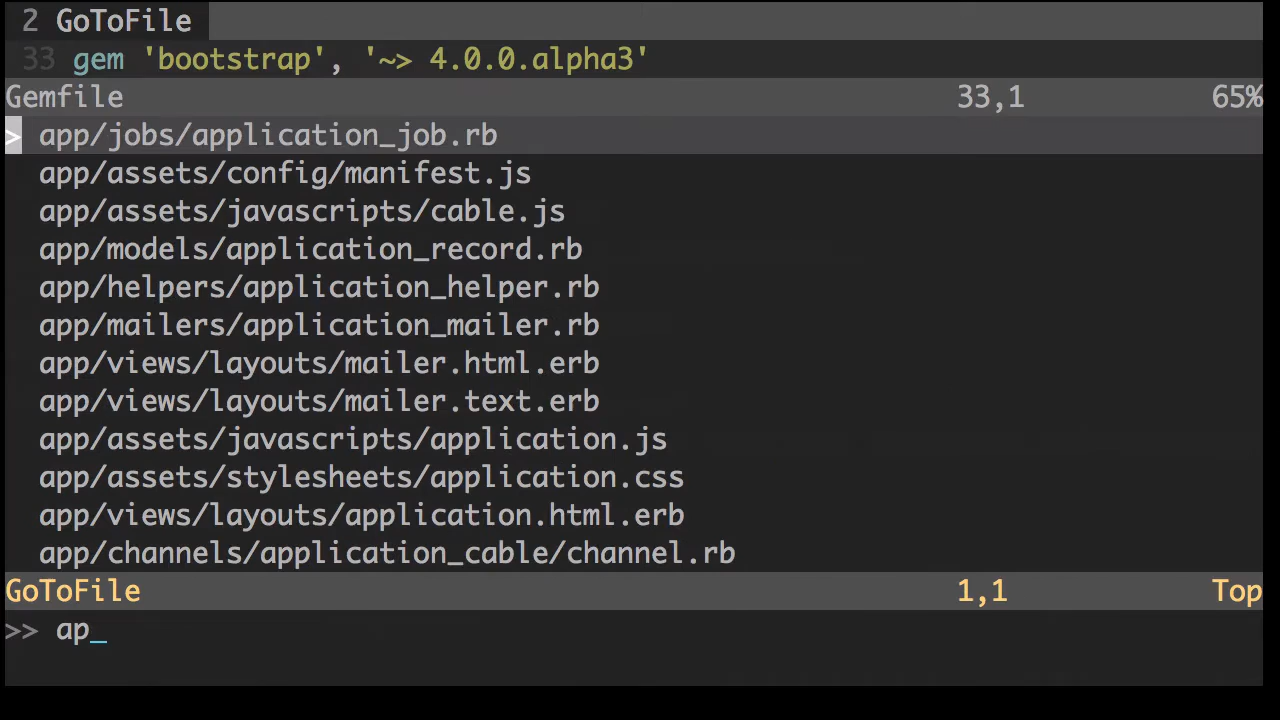 2 GoToFile
33 gem 'bootstrap', '~> 4.0.0.alpha3'
Gemfile 33,1 65%
> app/jobs/application_job.rb
app/assets/config/manifest.js
app/assets/javascripts/cable.js
app/models/application_record.rb
app/helpers/application_helper.rb
app/mailers/application_mailer.rb
app/views/layouts/mailer.html.erb
app/views/layouts/mailer.text.erb
app/assets/javascripts/application.js
app/assets/stylesheets/application.css
app/views/layouts/application.html.erb
app/channels/application_cable/channel.rb
GoToFile 1,1 Top
>> ap_